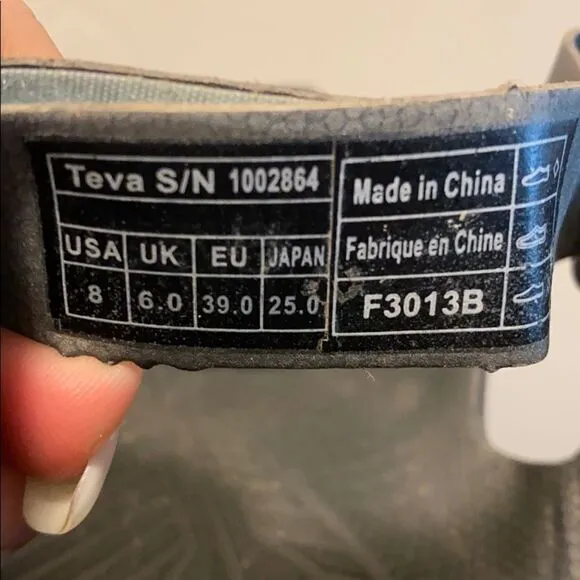 Teva S/N 1002864
USA UK EU JAPAN
8 6.0 39.0 25.0
Made in China
Fabrique en Chine
F3013B